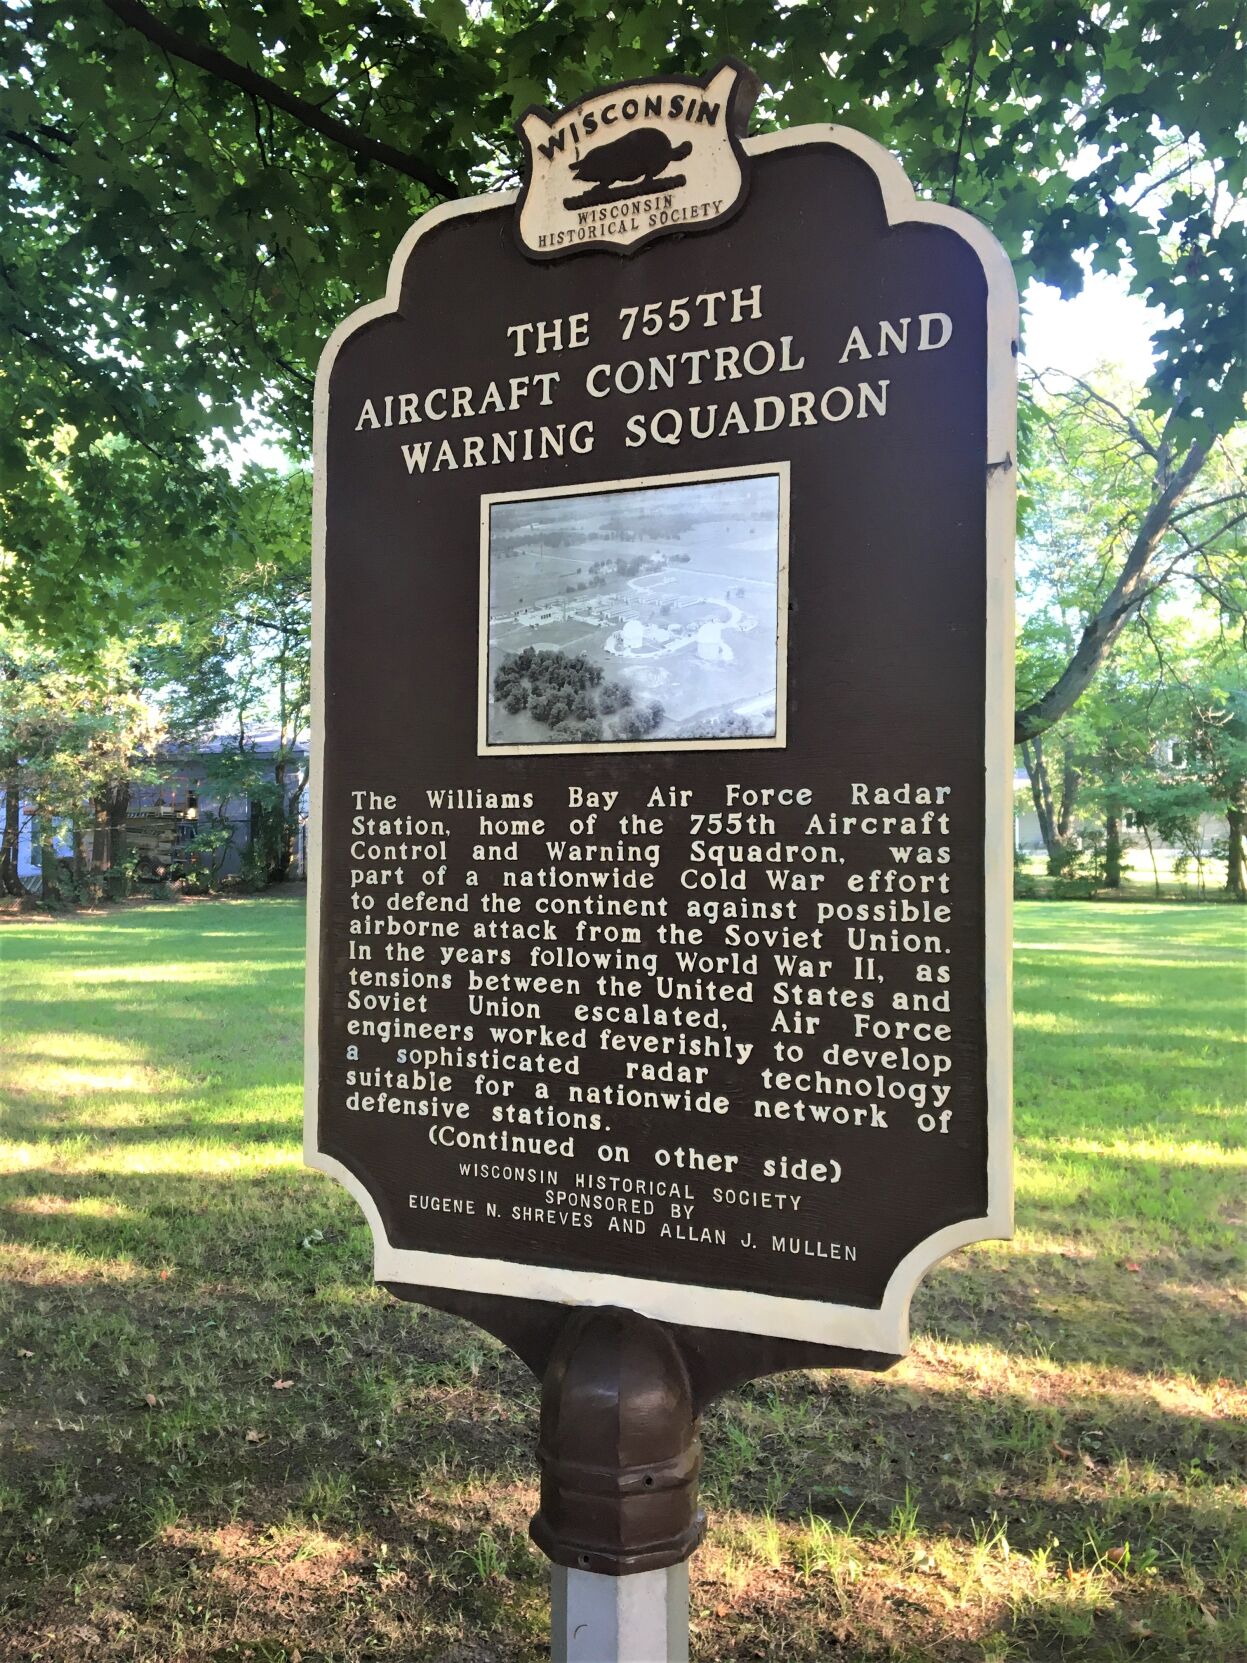 WISCONSIN
WISCONSIN
HISTORICAL SOCIETY
THE 755TH
AIRCRAFT CONTROL AND
WARNING SQUADRON
The Williams Bay Air Force Radar
Station, home of the 755th Aircraft
Control and Warning Squadron, was
part of a nationwide Cold War effort
to defend the continent against possible
airborne attack from the Soviet Union.
In the years following World War II, as
tensions between the United States and
Soviet Union escalated, Air Force
engineers worked feverishly to develop
a sophisticated radar technology
suitable for a nationwide network of
defensive stations.
(Continued on other side)
WISCONSIN HISTORICAL SOCIETY
SPONSORED BY
EUGENE N. SHREVES AND ALLAN J. MULLEN